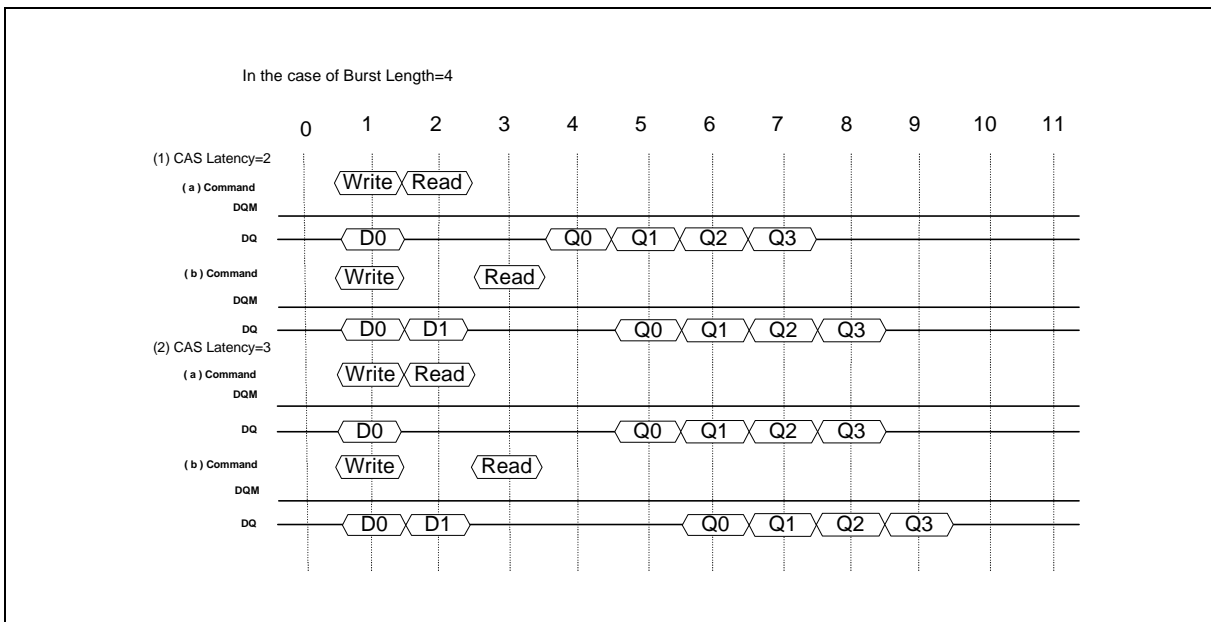 In the case of Burst Length=4
0 1 2 3 4 5 6 7 8 9 10 11
(1) CAS Latency=2
( a ) Command Write Read
DQM
DQ D0 Q0 Q1 Q2 Q3
( b ) Command Write Read
DQM
DQ D0 D1 Q0 Q1 Q2 Q3
(2) CAS Latency=3
( a ) Command Write Read
DQM
DQ D0 Q0 Q1 Q2 Q3
( b ) Command Write Read
DQM
DQ D0 D1 Q0 Q1 Q2 Q3